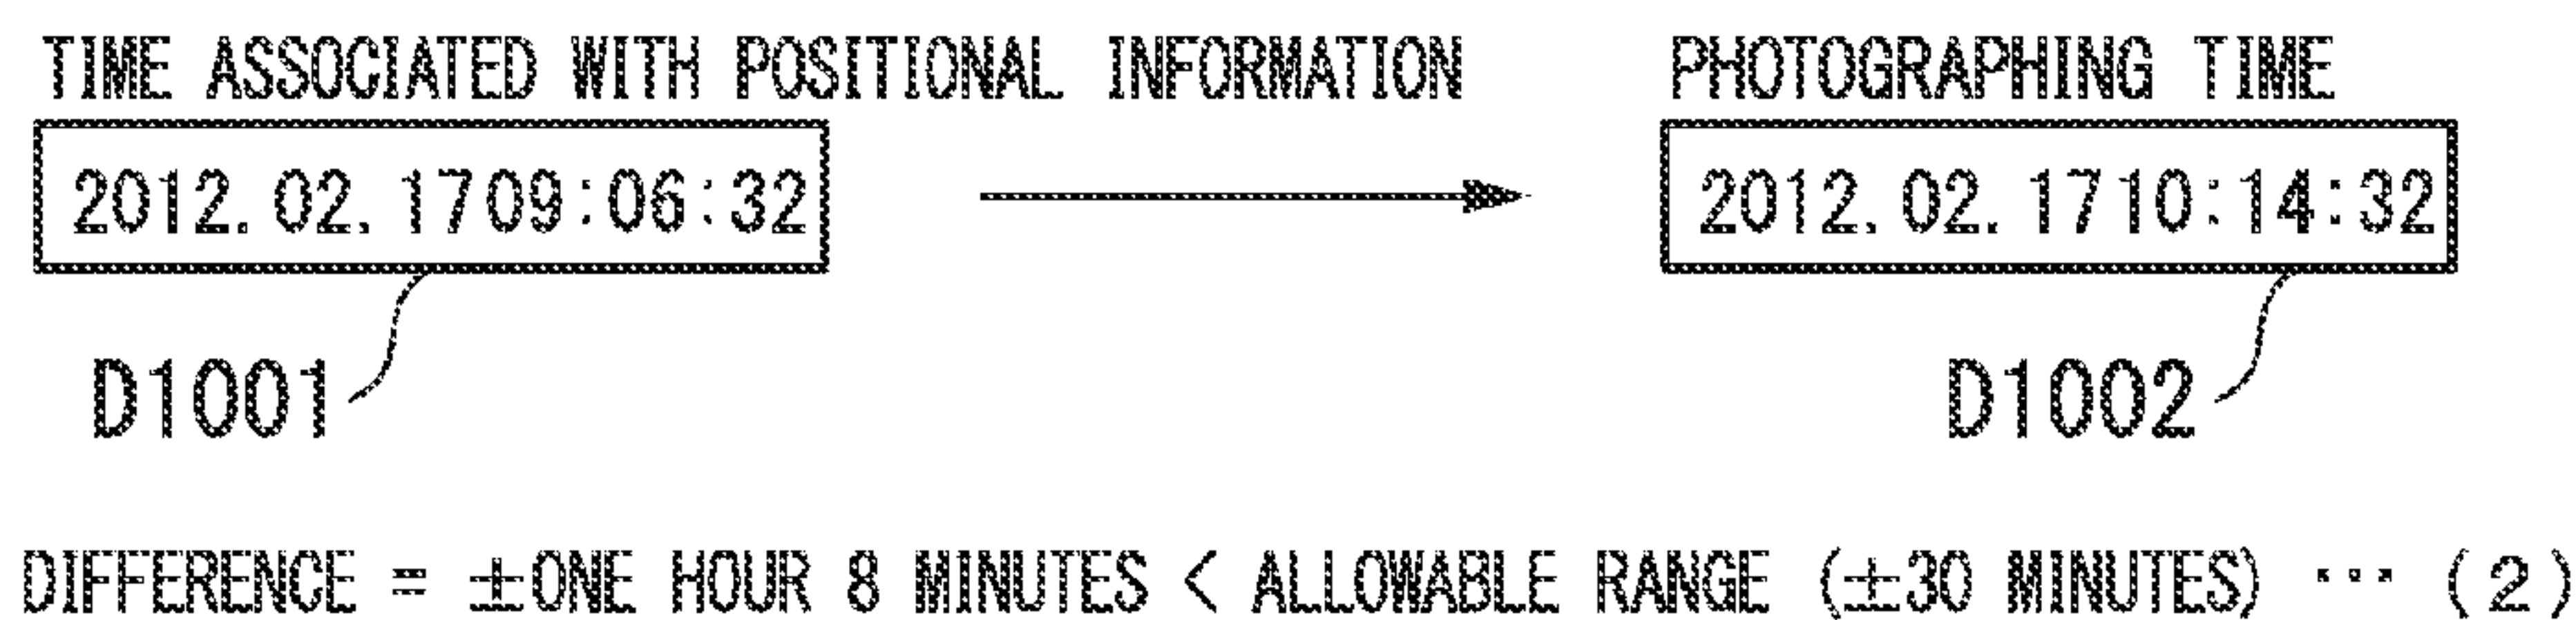 TIME ASSOCIATED WITH POSITIONAL INFORMATION PHOTOGRAPHING TIME
2012.02.1709:06:32 2012.02.1710:14:32
D1001 D1002
DIFFERENCE = ±ONE HOUR 8 MINUTES < ALLOWABLE RANGE (±30 MINUTES) ··· (2)